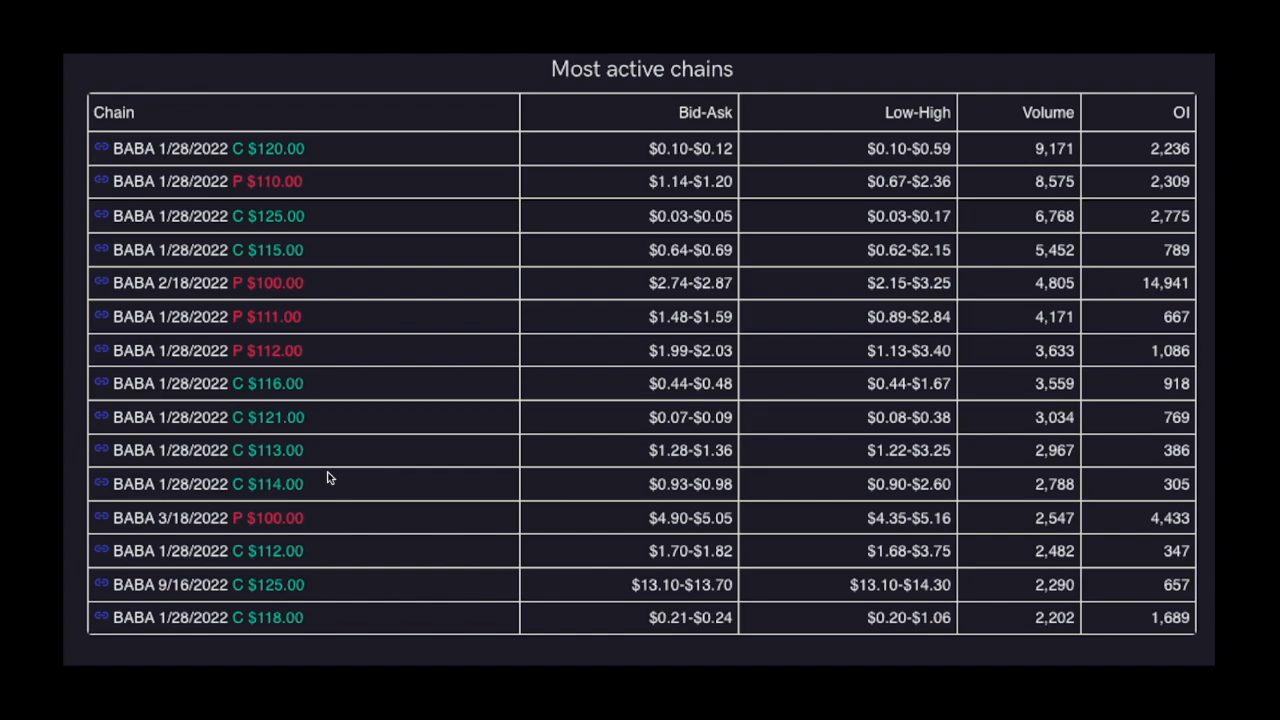 Most active chains
Chain Bid-Ask Low-High Volume OI
BABA 1/28/2022 C $120.00 $0.10-$0.12 $0.10-$0.59 9,171 2,236
BABA 1/28/2022 P $110.00 $1.14-$1.20 $0.67-$2.36 8,575 2,309
BABA 1/28/2022 C $125.00 $0.03-$0.05 $0.03-$0.17 6,768 2,775
BABA 1/28/2022 C $115.00 $0.64-$0.69 $0.62-$2.15 5,452 789
BABA 2/18/2022 P $100.00 $2.74-$2.87 $2.15-$3.25 4,805 14,941
BABA 1/28/2022 P $111.00 $1.48-$1.59 $0.89-$2.84 4,171 667
BABA 1/28/2022 P $112.00 $1.99-$2.03 $1.13-$3.40 3,633 1,086
BABA 1/28/2022 C $116.00 $0.44-$0.48 $0.44-$1.67 3,559 918
BABA 1/28/2022 C $121.00 $0.07-$0.09 $0.08-$0.38 3,034 769
BABA 1/28/2022 C $113.00 $1.28-$1.36 $1.22-$3.25 2,967 386
BABA 1/28/2022 C $114.00 $0.93-$0.98 $0.90-$2.60 2,788 305
BABA 3/18/2022 P $100.00 $4.90-$5.05 $4.35-$5.16 2,547 4,433
BABA 1/28/2022 C $112.00 $1.70-$1.82 $1.68-$3.75 2,482 347
BABA 9/16/2022 C $125.00 $13.10-$13.70 $13.10-$14.30 2,290 657
BABA 1/28/2022 C $118.00 $0.21-$0.24 $0.20-$1.06 2,202 1,689